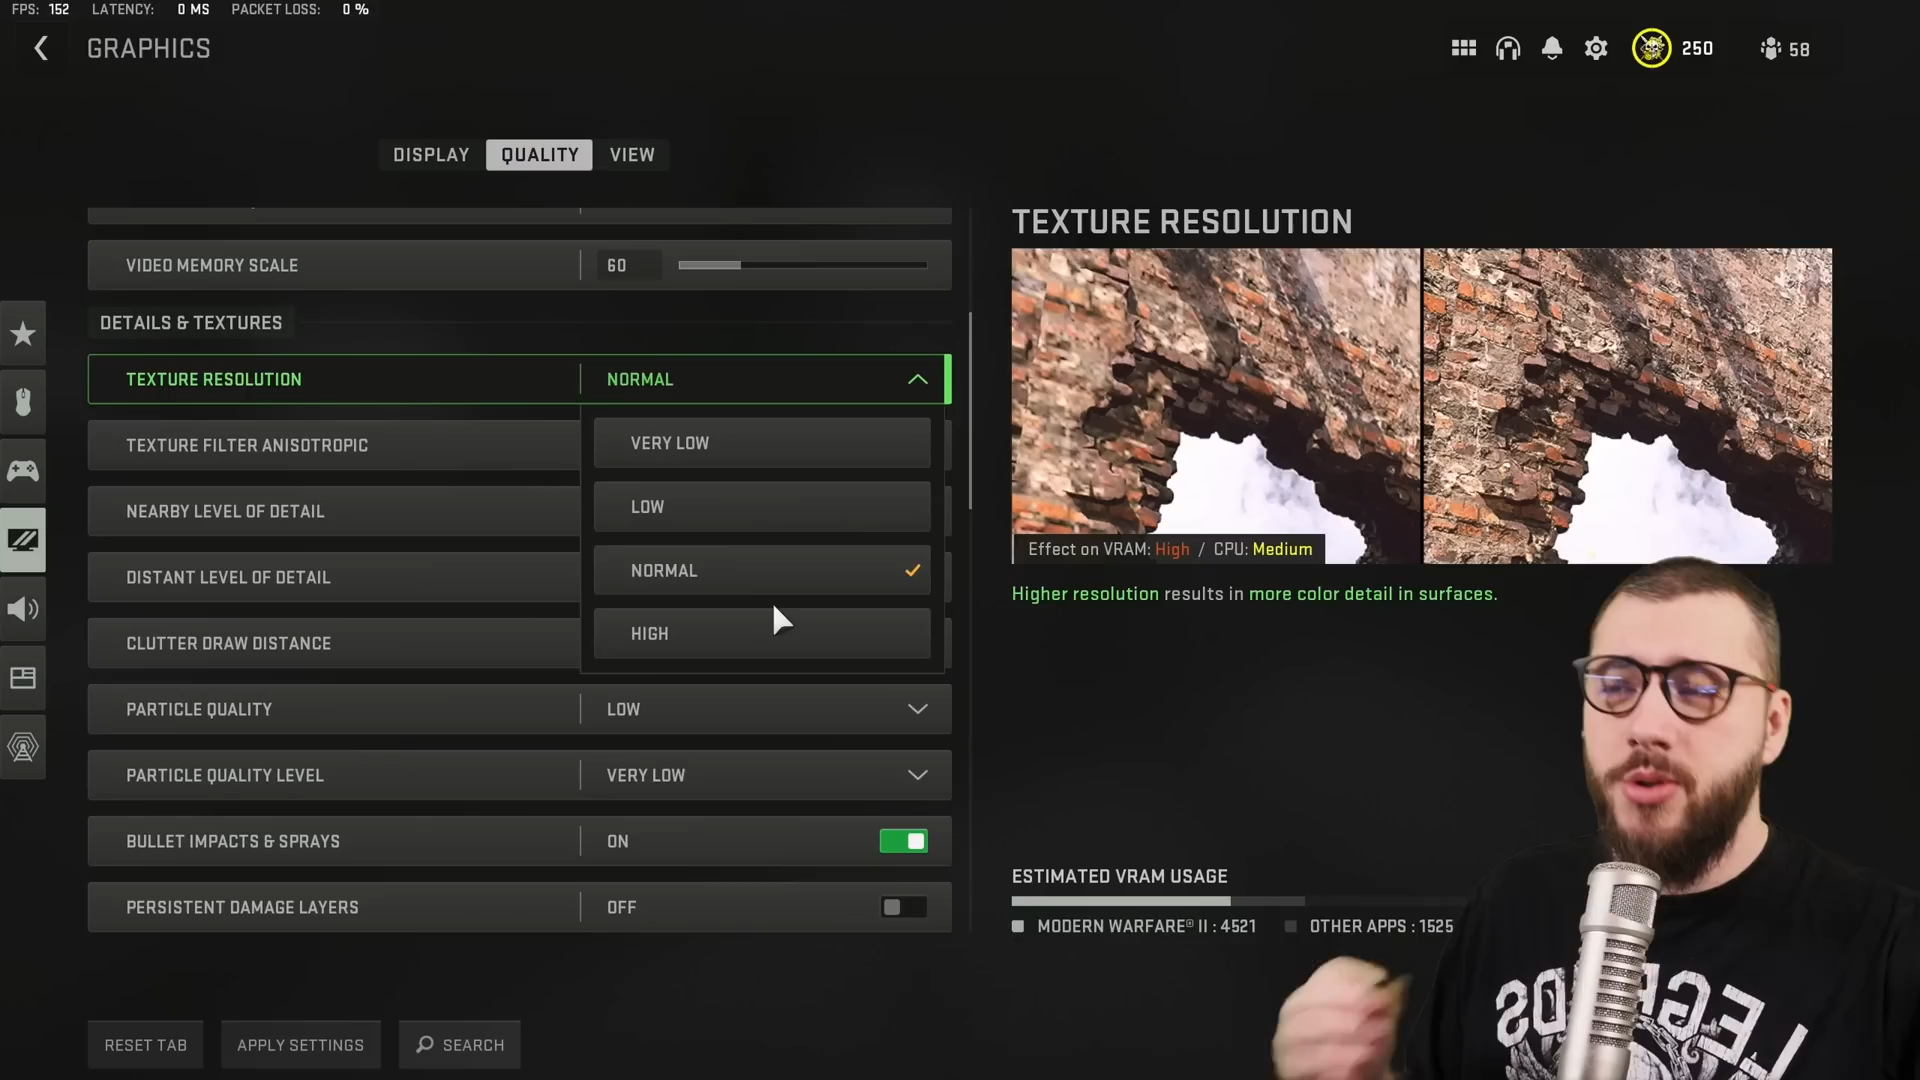 FPS: 152 LATENCY: 0 MS PACKET LOSS: 0 %
GRAPHICS
250
58
DISPLAY QUALITY VIEW
VIDEO MEMORY SCALE 60
DETAILS & TEXTURES
TEXTURE RESOLUTION NORMAL
TEXTURE FILTER ANISOTROPIC
VERY LOW
NEARBY LEVEL OF DETAIL
LOW
DISTANT LEVEL OF DETAIL
NORMAL
CLUTTER DRAW DISTANCE
HIGH
PARTICLE QUALITY LOW
PARTICLE QUALITY LEVEL VERY LOW
BULLET IMPACTS & SPRAYS ON
PERSISTENT DAMAGE LAYERS OFF
RESET TAB APPLY SETTINGS SEARCH
TEXTURE RESOLUTION
Effect on VRAM: High / CPU: Medium
Higher resolution results in more color detail in surfaces.
ESTIMATED VRAM USAGE
MODERN WARFARE® II : 4521 OTHER APPS : 1525